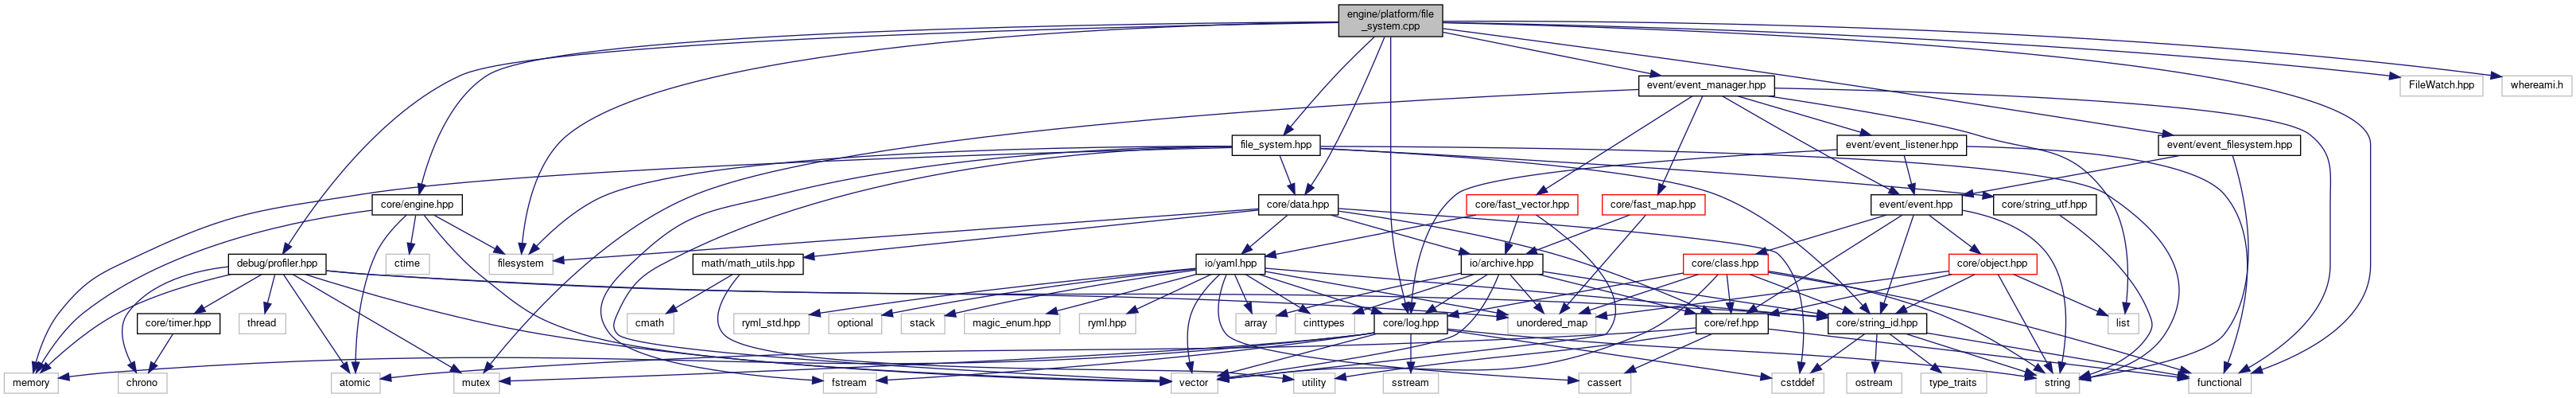 engine/platform/file
_system.cpp
event/event_manager.hpp
FileWatch.hpp
whereami.h
file_system.hpp
event/event_listener.hpp
event/event_filesystem.hpp
core/engine.hpp
core/data.hpp
core/fast_vector.hpp
core/fast_map.hpp
event/event.hpp
core/string_utf.hpp
debug/profiler.hpp
ctime
filesystem
math/math_utils.hpp
io/yaml.hpp
io/archive.hpp
core/class.hpp
core/object.hpp
core/timer.hpp
thread
cmath
ryml_std.hpp
optional
stack
magic_enum.hpp
ryml.hpp
array
cinttypes
core/log.hpp
unordered_map
core/ref.hpp
core/string_id.hpp
list
memory
chrono
atomic
mutex
fstream
vector
utility
sstream
cassert
cstddef
ostream
type_traits
string
functional